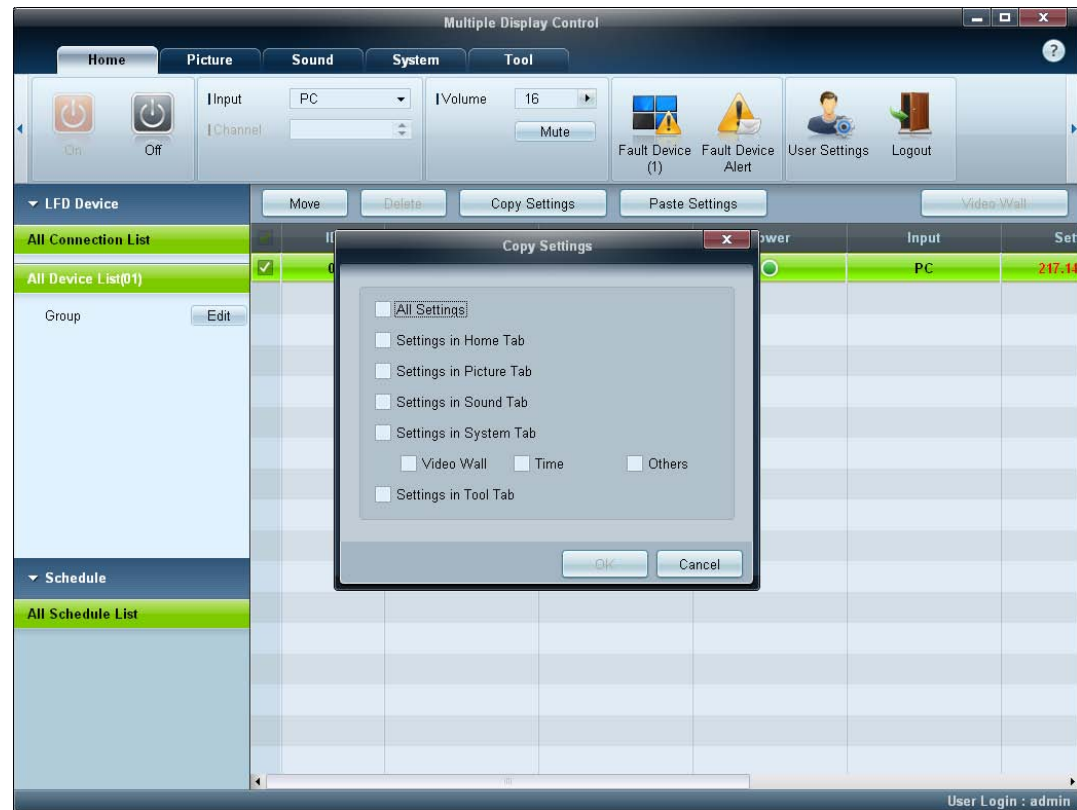 Multiple Display Control
Home Picture Sound System Tool
Input PC Volume 16
Channel Mute
On Off Fault Device (1) Fault Device Alert User Settings Logout
LFD Device Move Delete Copy Settings Paste Settings Video Wall
All Connection List Input
All Device List(01) PC
Group Edit
Copy Settings
All Settings
Settings in Home Tab
Settings in Picture Tab
Settings in Sound Tab
Settings in System Tab
Video Wall Time Others
Settings in Tool Tab
OK Cancel
Schedule
All Schedule List
User Login : admin